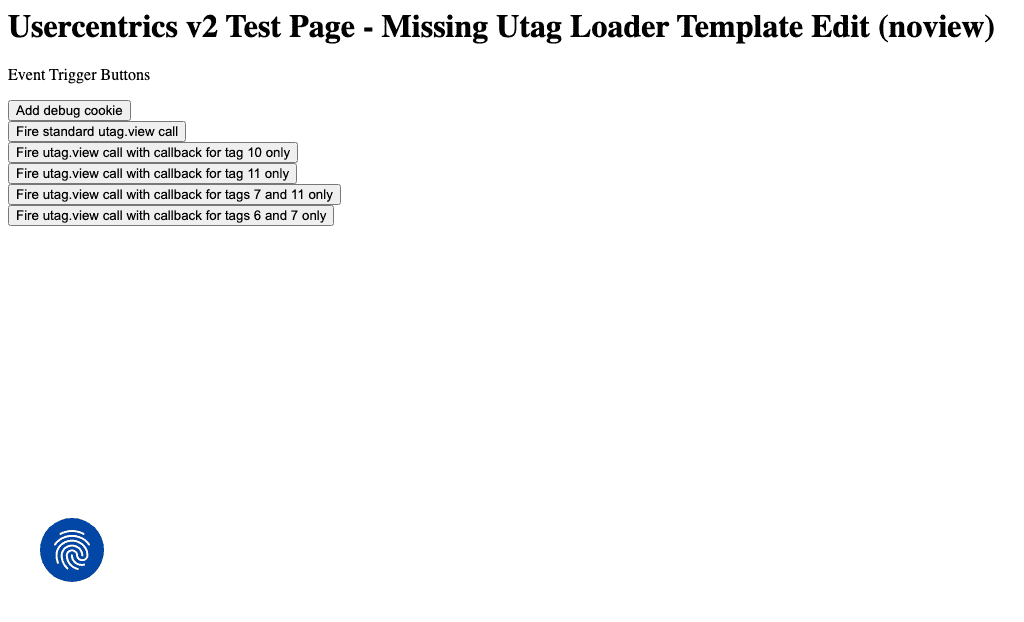 Usercentrics v2 Test Page - Missing Utag Loader Template Edit (noview)
Event Trigger Buttons
Add debug cookie
Fire standard utag.view call
Fire utag.view call with callback for tag 10 only
Fire utag.view call with callback for tag 11 only
Fire utag.view call with callback for tags 7 and 11 only
Fire utag.view call with callback for tags 6 and 7 only